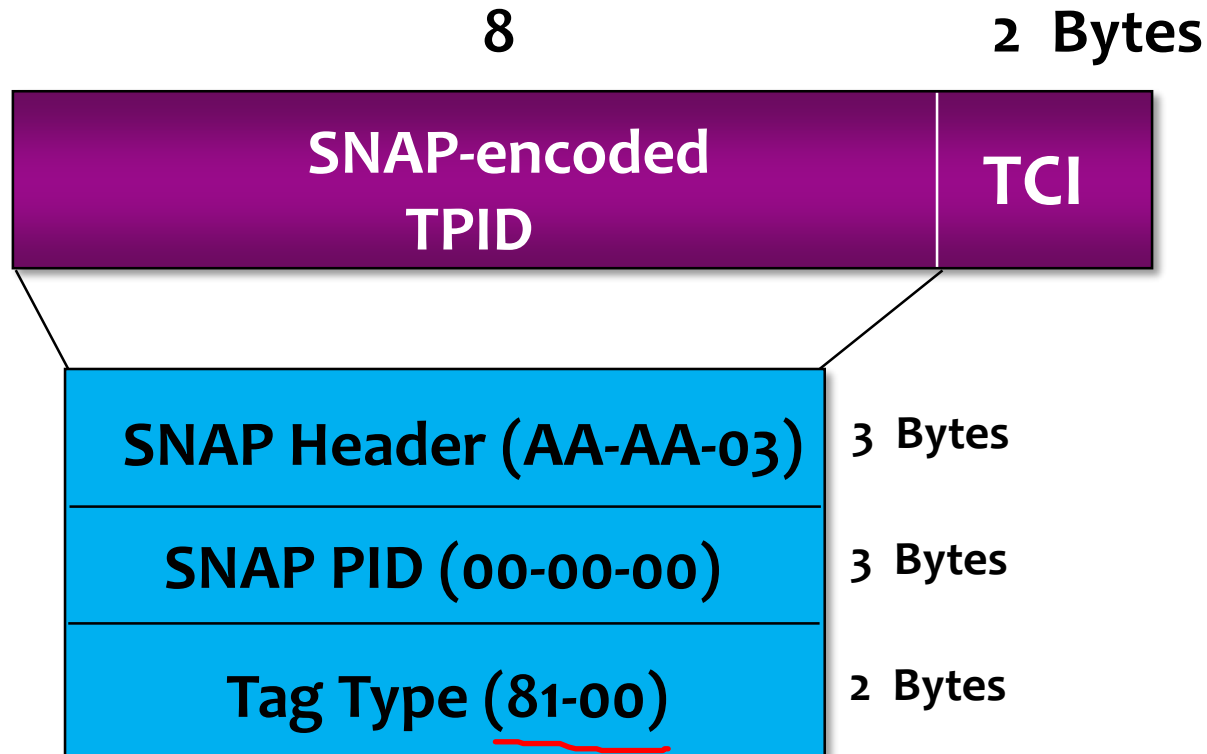 8 2 Bytes
SNAP-encoded
TPID
TCI
SNAP Header (AA-AA-03) 3 Bytes
SNAP PID (00-00-00) 3 Bytes
Tag Type (81-00) 2 Bytes